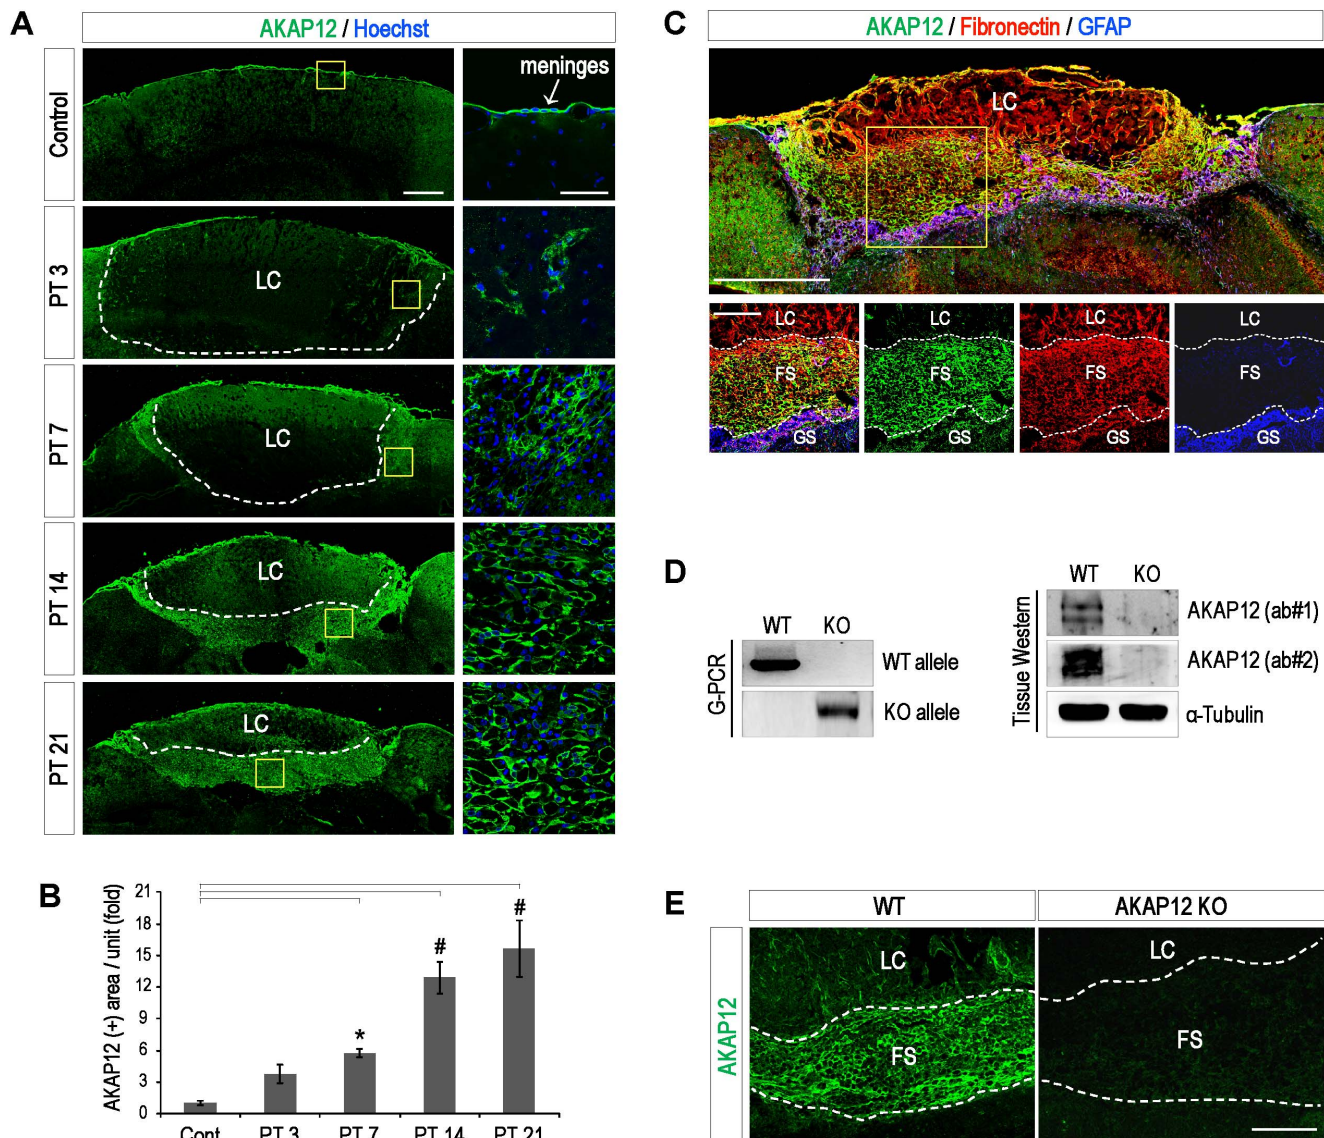 A
AKAP12 / Hoechst
Control
meninges
PT 3
LC
PT 7
LC
PT 14
LC
PT 21
LC
B
AKAP12 (+) area / unit (fold)
21
18
15
12
9
6
3
0
*
#
#
Cont
PT 3
PT 7
PT 14
PT 21
C
AKAP12 / Fibronectin / GFAP
LC
LC
FS
GS
LC
FS
GS
LC
FS
GS
LC
FS
GS
D
G-PCR
WT KO
WT allele
KO allele
Tissue Western
WT KO
AKAP12 (ab#1)
AKAP12 (ab#2)
α-Tubulin
E
WT
AKAP12 KO
AKAP12
LC
FS
LC
FS